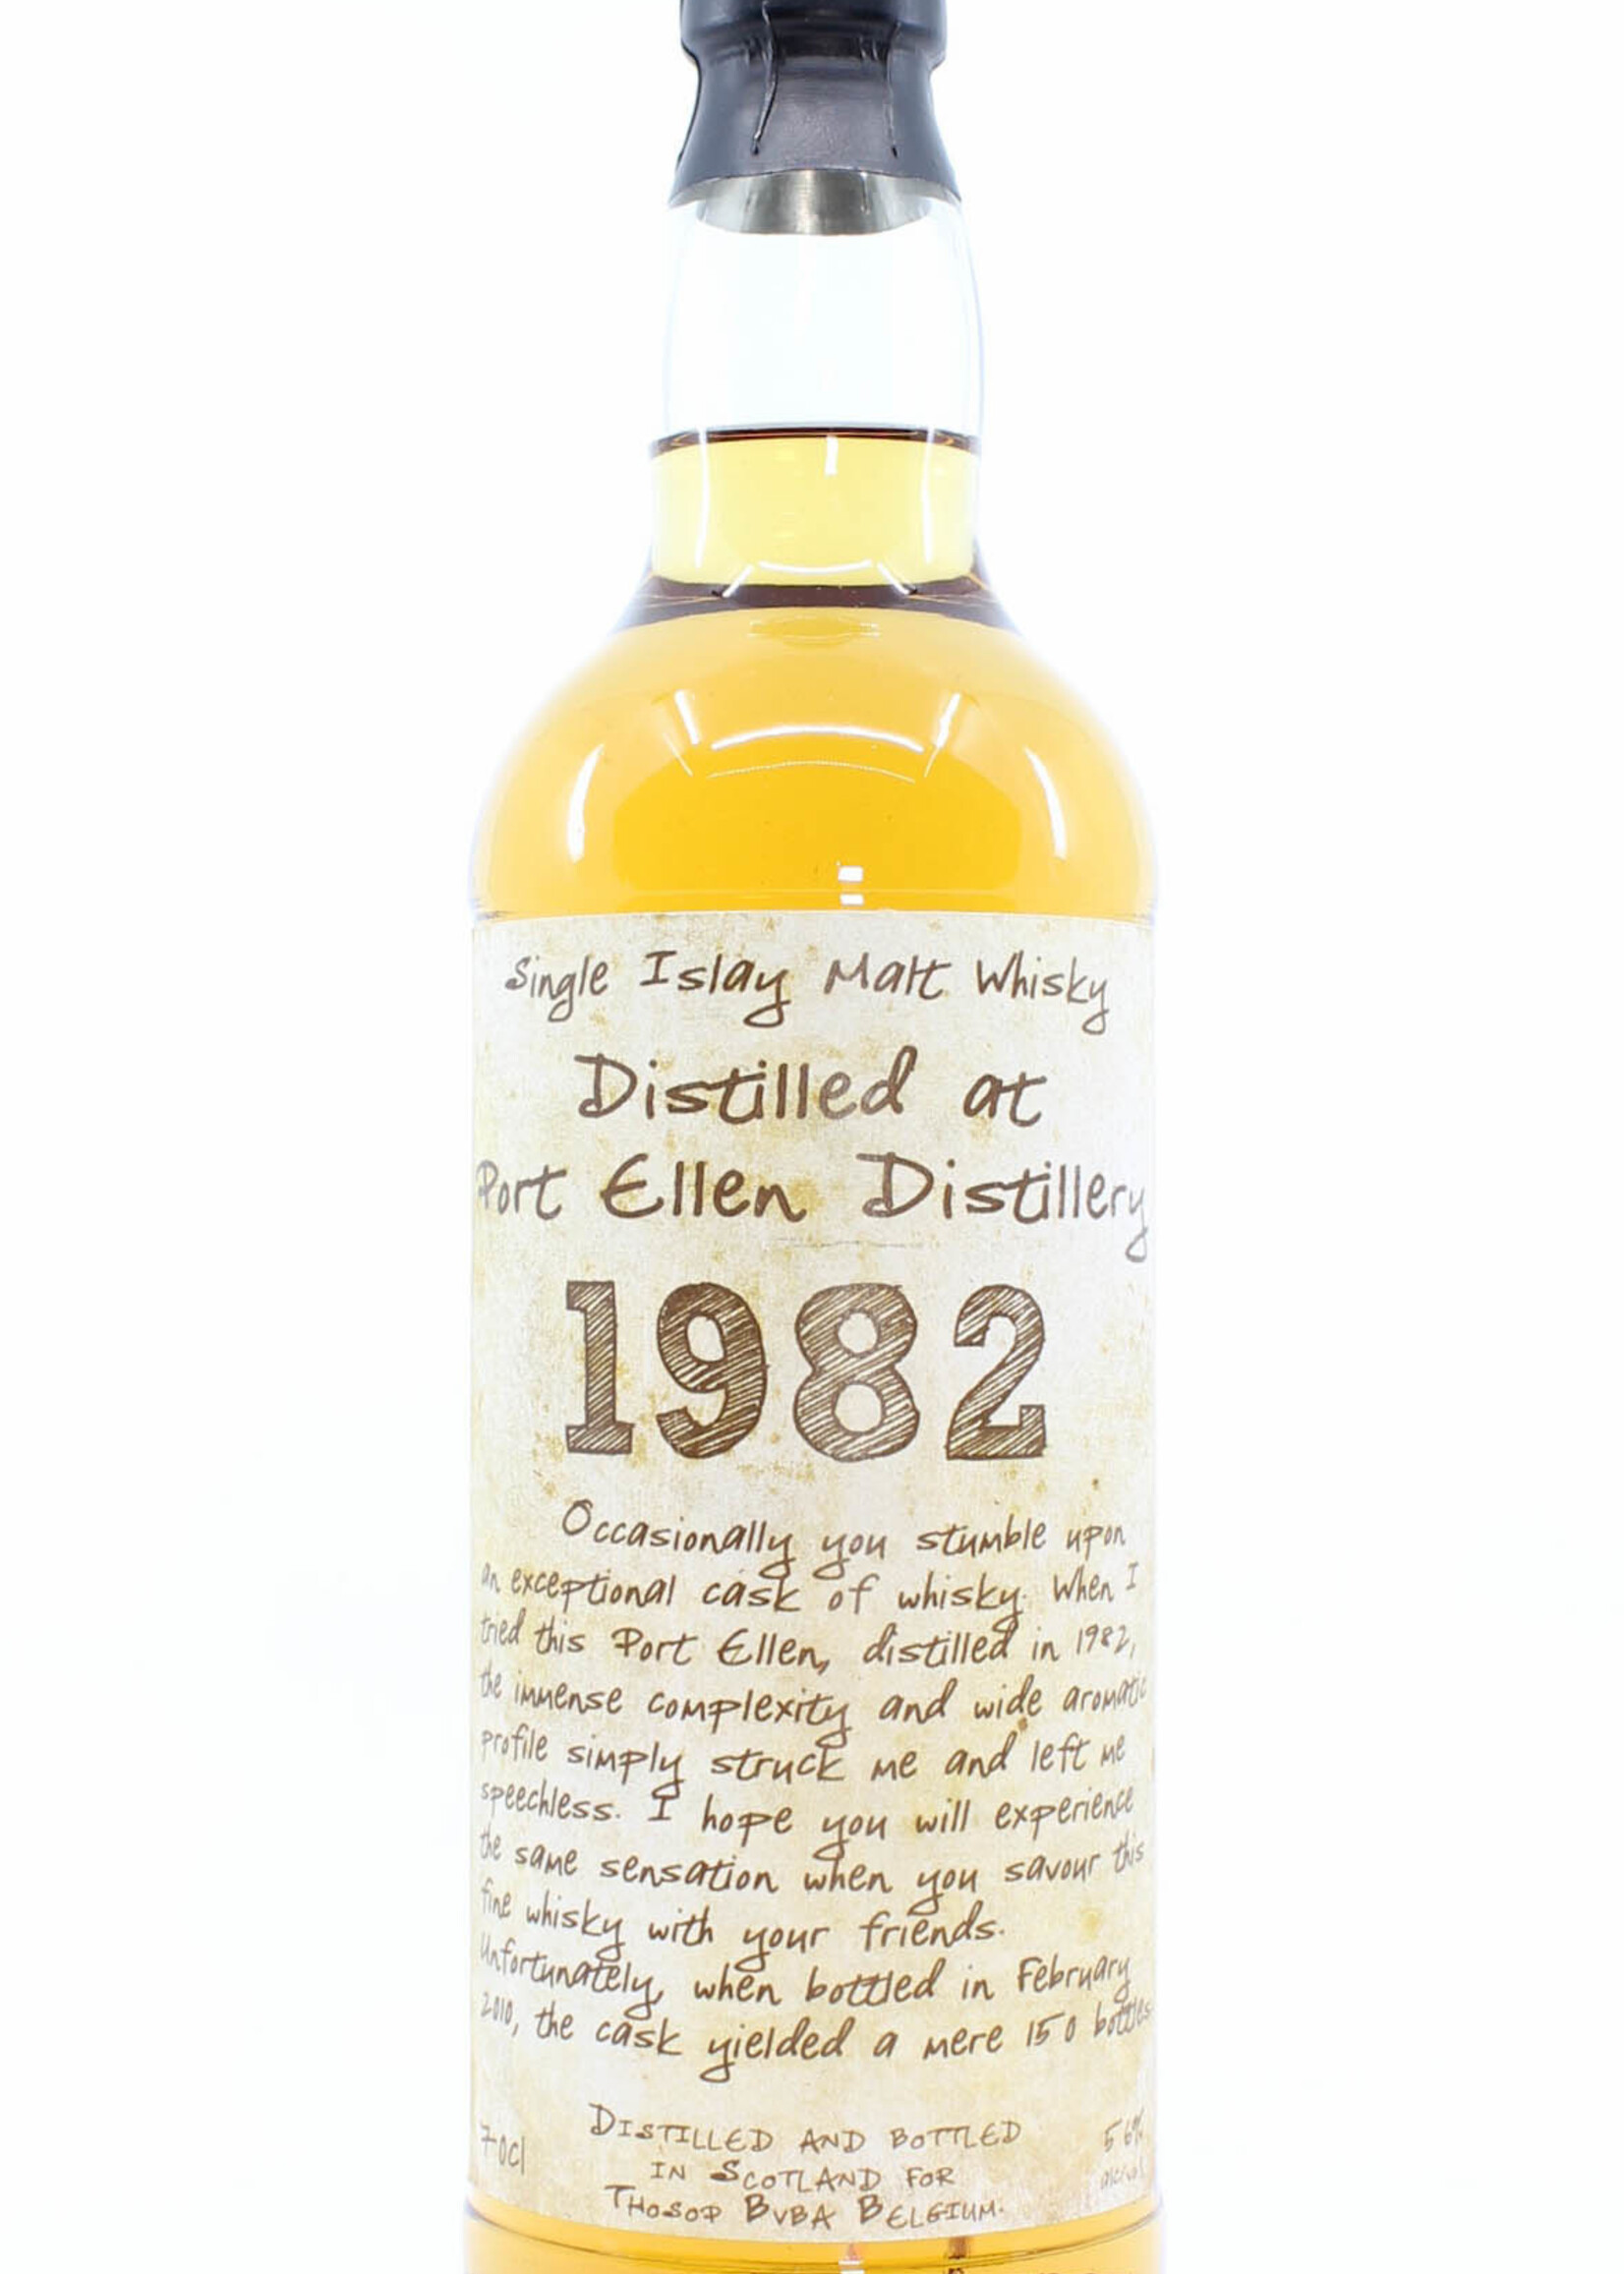 Single Islay Malt Whisky
Distilled at
Port Ellen Distillery
1982
Occasionally you stumble upon
an exceptional cask of whisky. When I
tried this Port Ellen, distilled in 1982,
the immense complexity and wide aromatic
profile simply struck me and left me
speechless. I hope you will experience
the same sensation when you savour this
fine whisky with your friends.
Unfortunately, when bottled in February
2010, the cask yielded a mere 150 bottles
70cl
DISTILLED AND BOTTLED
IN SCOTLAND FOR
THOSOP BVBA BELGIUM.
56%